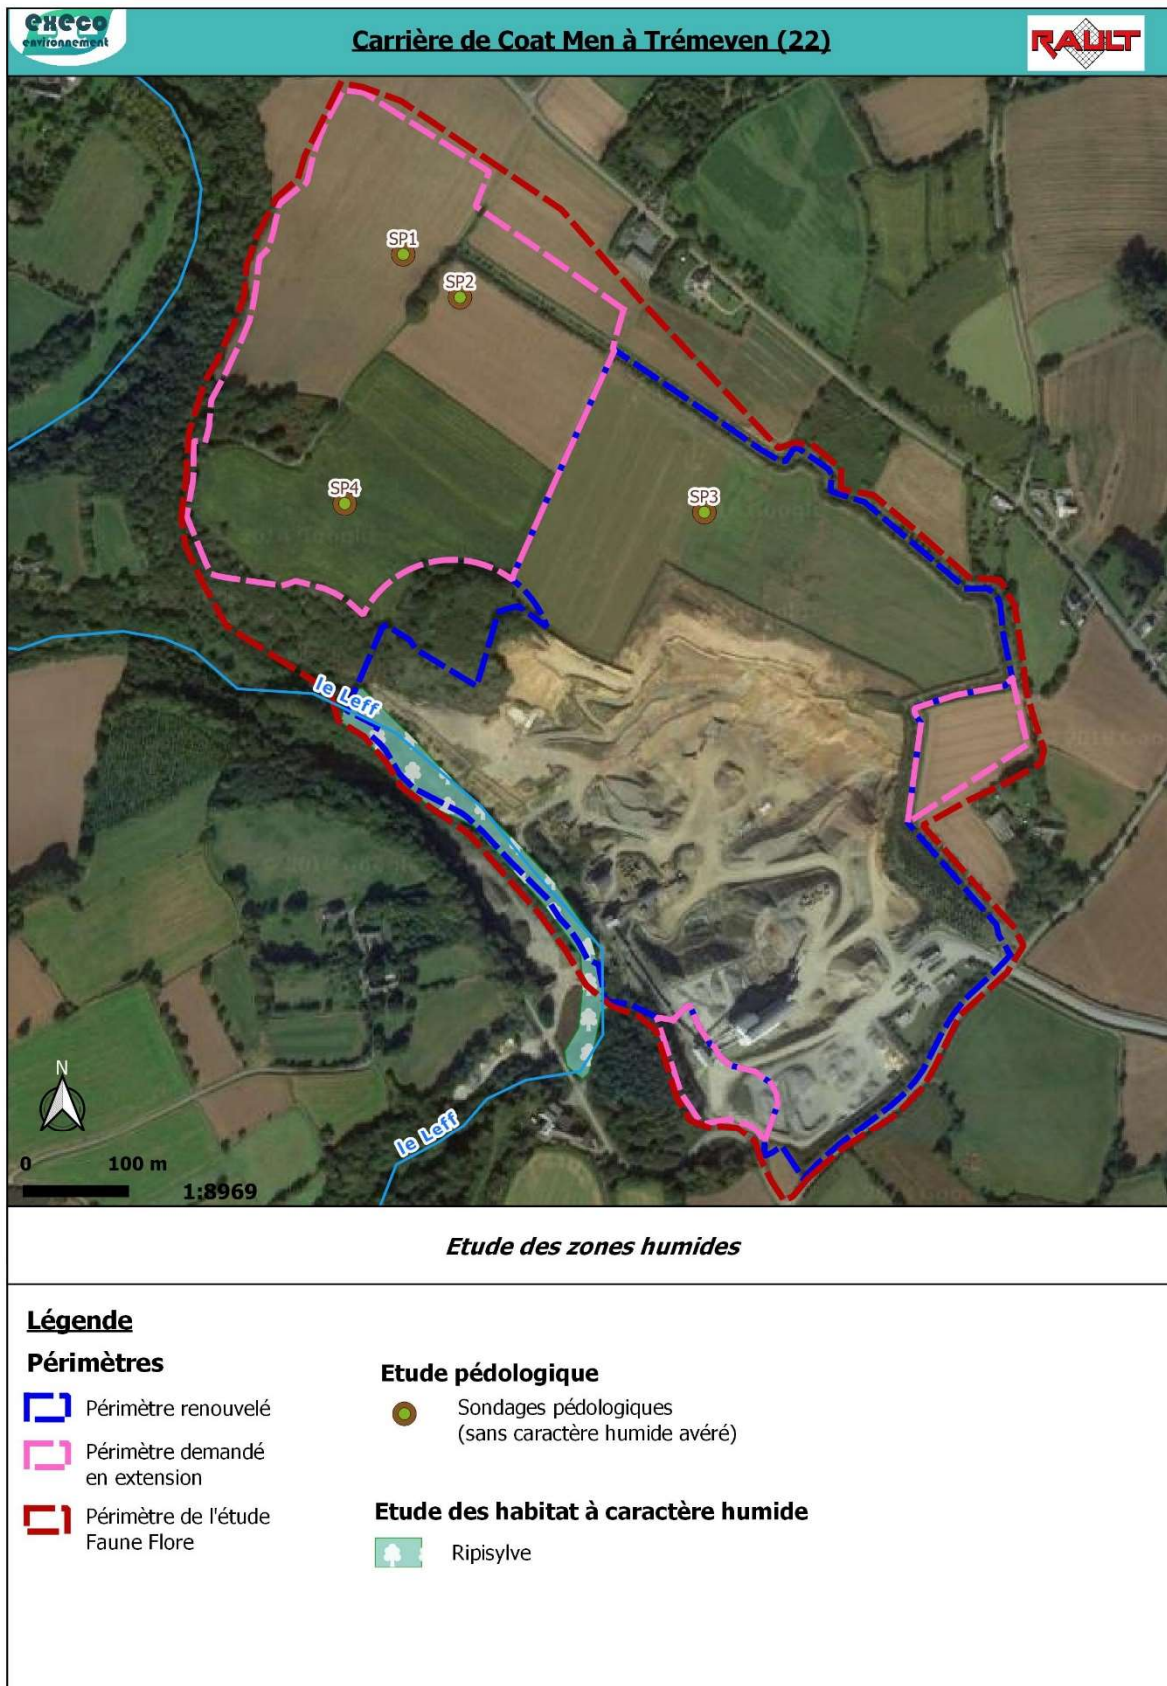 execo
environnement
Carrière de Coat Men à Trémeven (22)
RAULT
SP1
SP2
SP4
SP3
le Leff
le Leff
N
0 100 m
1:8969
Etude des zones humides
Légende
Périmètres
Périmètre renouvelé
Périmètre demandé
en extension
Périmètre de l'étude
Faune Flore
Etude pédologique
Sondages pédologiques
(sans caractère humide avéré)
Etude des habitat à caractère humide
Ripisylve